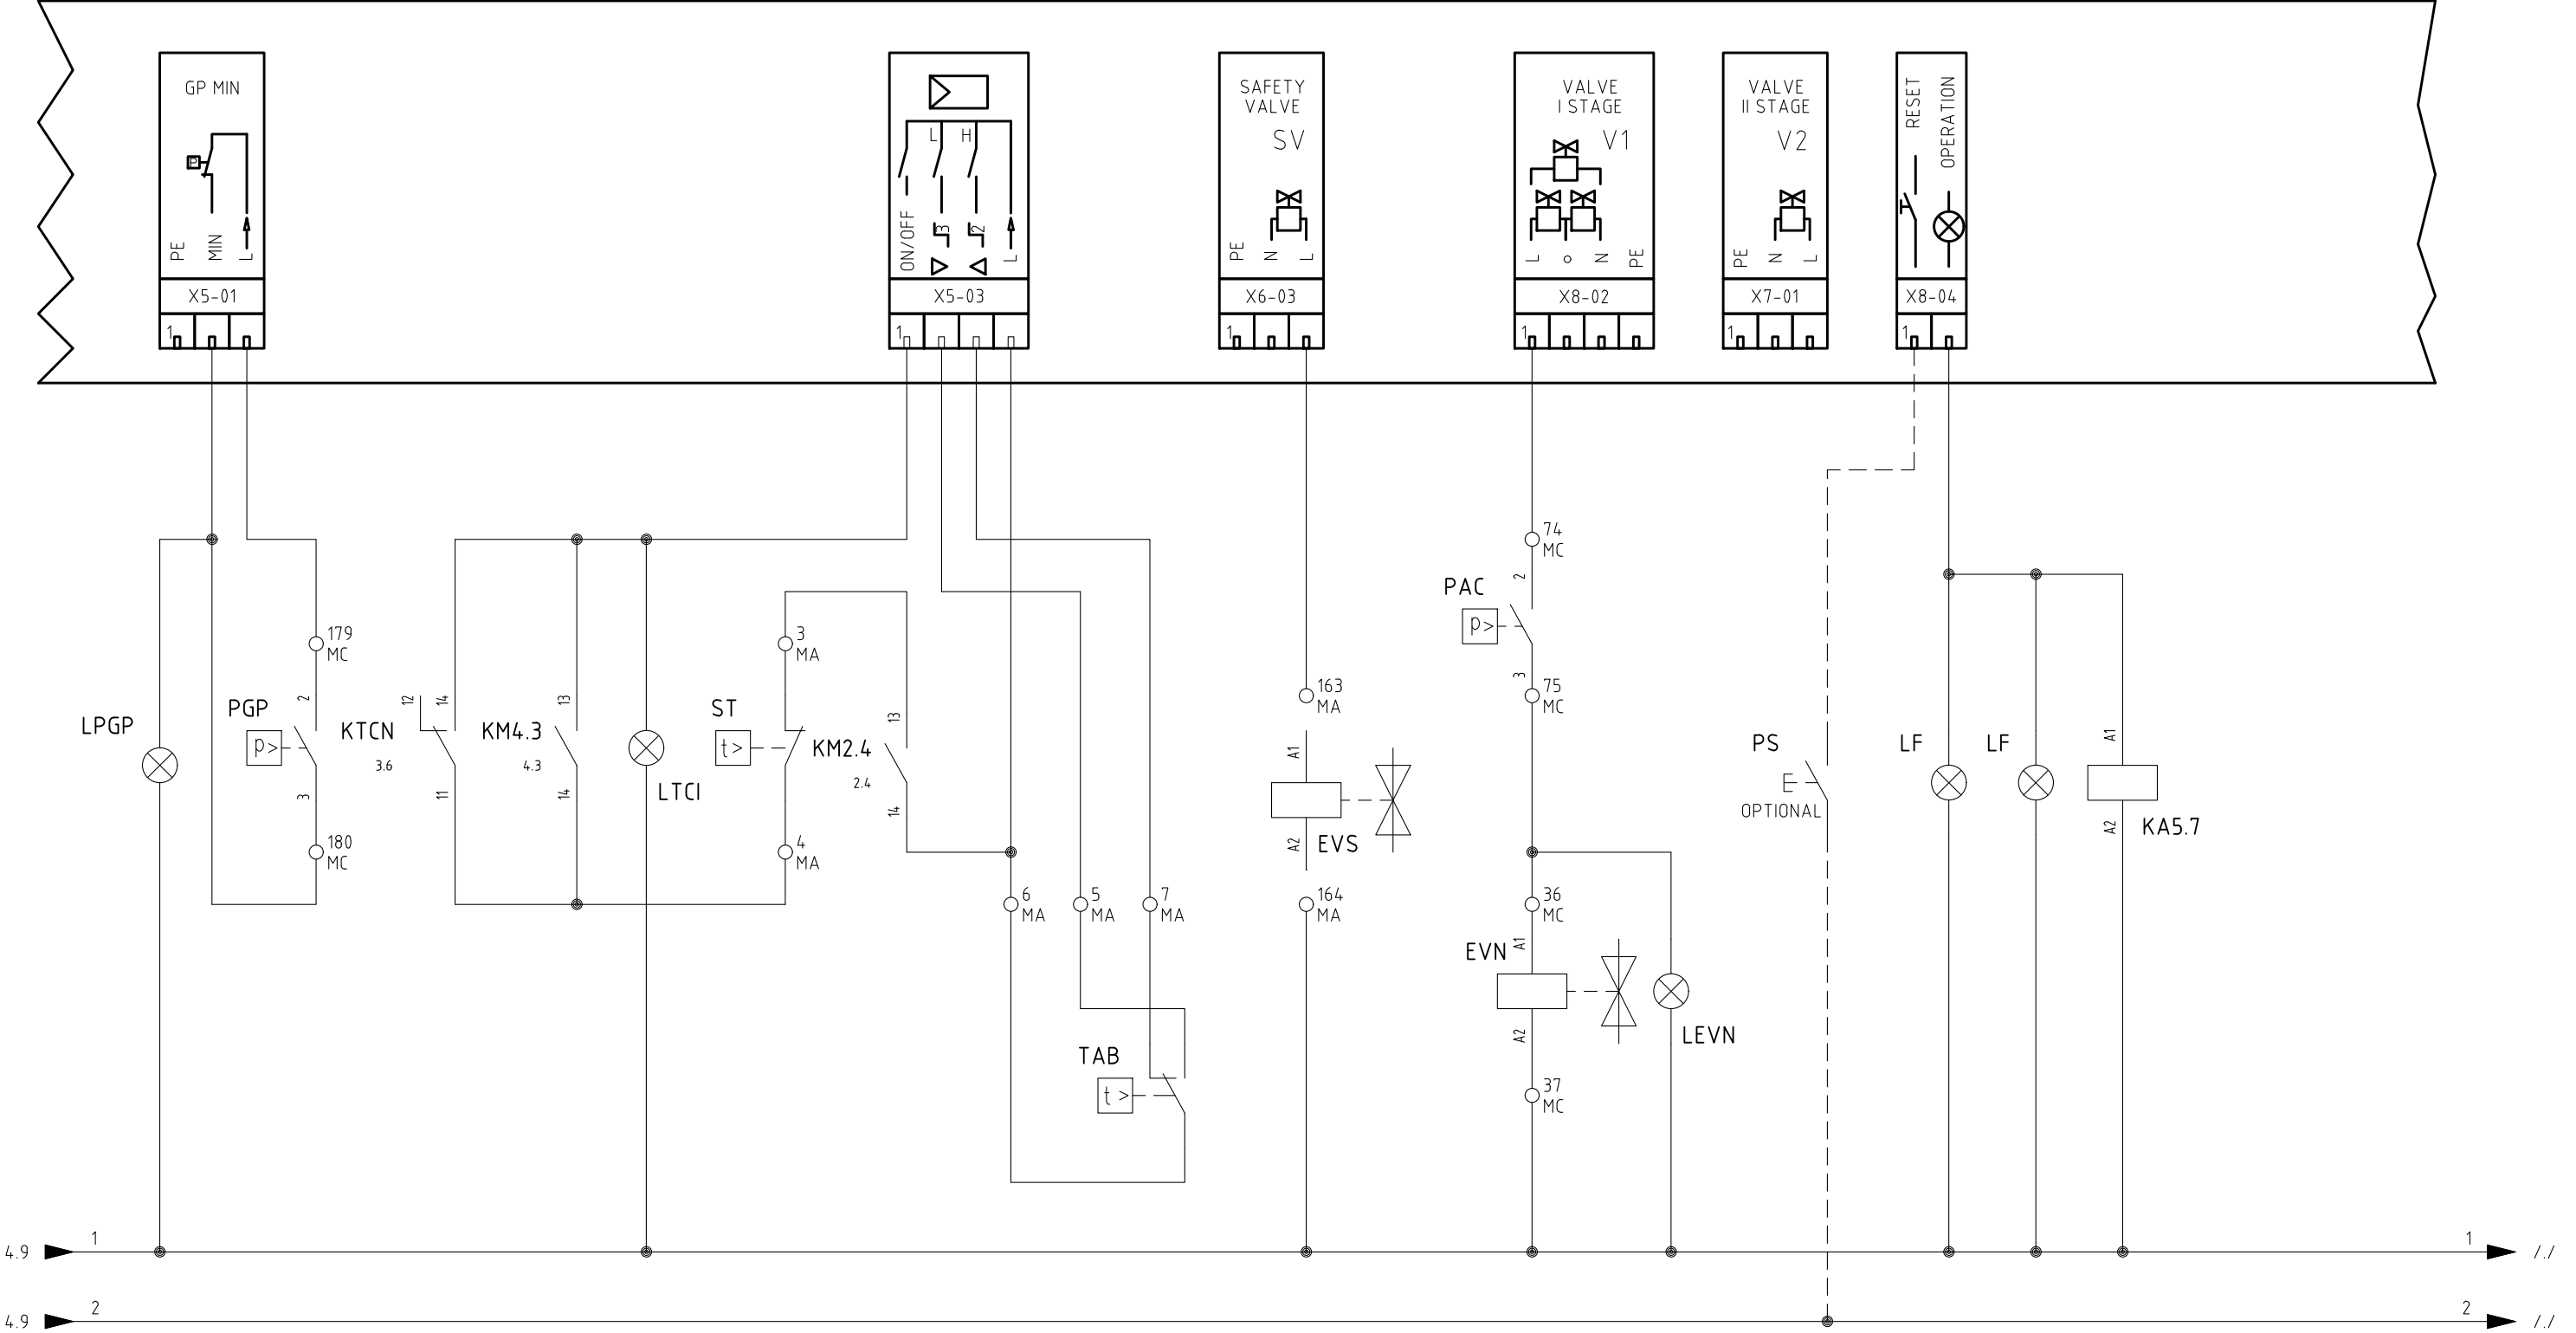 GP MIN
P
PE
MIN
L
X5-01
1
L
H
ON/OFF
3
2
L
X5-03
1
SAFETY
VALVE
SV
PE
N
L
X6-03
1
VALVE
I STAGE
V1
L
N
PE
X8-02
1
VALVE
II STAGE
V2
PE
N
L
X7-01
1
RESET
OPERATION
X8-04
1
LPGP
179
MC
2
PGP
p>
3
180
MC
12
14
KTCN
3.6
11
13
KM4.3
4.3
14
LTCI
3
MA
ST
t>
4
MA
13
KM2.4
2.4
14
6
MA
5
MA
7
MA
TAB
t >
163
MA
A1
A2
EVS
164
MA
74
MC
2
PAC
p>
3
75
MC
36
MC
A1
EVN
A2
37
MC
LEVN
PS
E
OPTIONAL
LF
LF
A1
A2
KA5.7
4.9
1
1
/./
4.9
2
2
/./